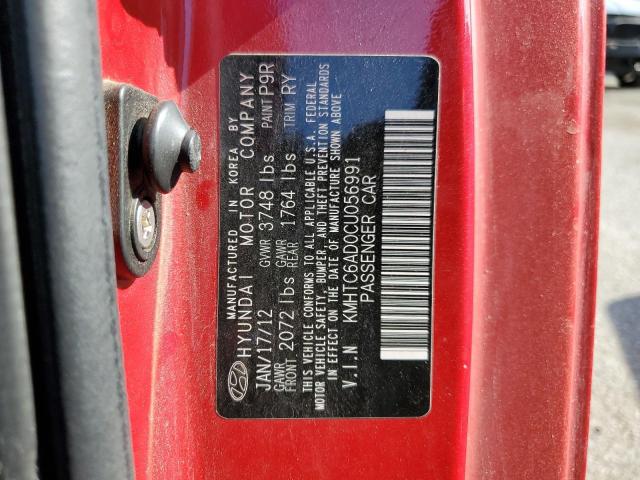 MANUFACTURED IN KOREA BY
HYUNDAI MOTOR COMPANY
JAN/17/12 GVWR 3748 lbs PAINT P9R
GAWR FRONT 2072 lbs GAWR REAR 1764 lbs TRIM RY
THIS VEHICLE CONFORMS TO ALL APPLICABLE U.S.A. FEDERAL
MOTOR VEHICLE SAFETY, BUMPER, AND THEFT PREVENTION STANDARDS
IN EFFECT ON THE DATE OF MANUFACTURE SHOWN ABOVE
V.I.N KMHTC6AD0CU056991
PASSENGER CAR